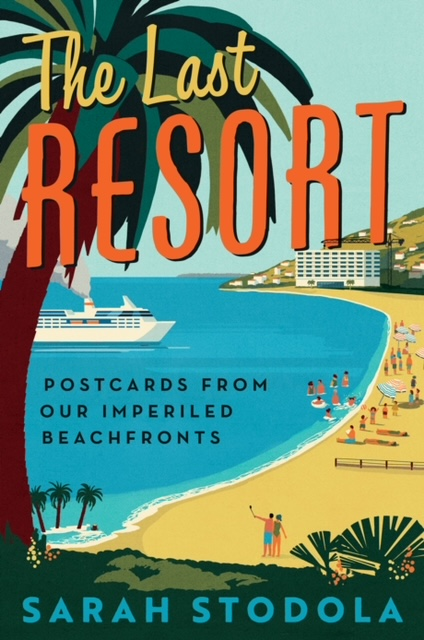 The Last
RESORT
POSTCARDS FROM
OUR IMPERILED
BEACHFRONTS
SARAH STODOLA